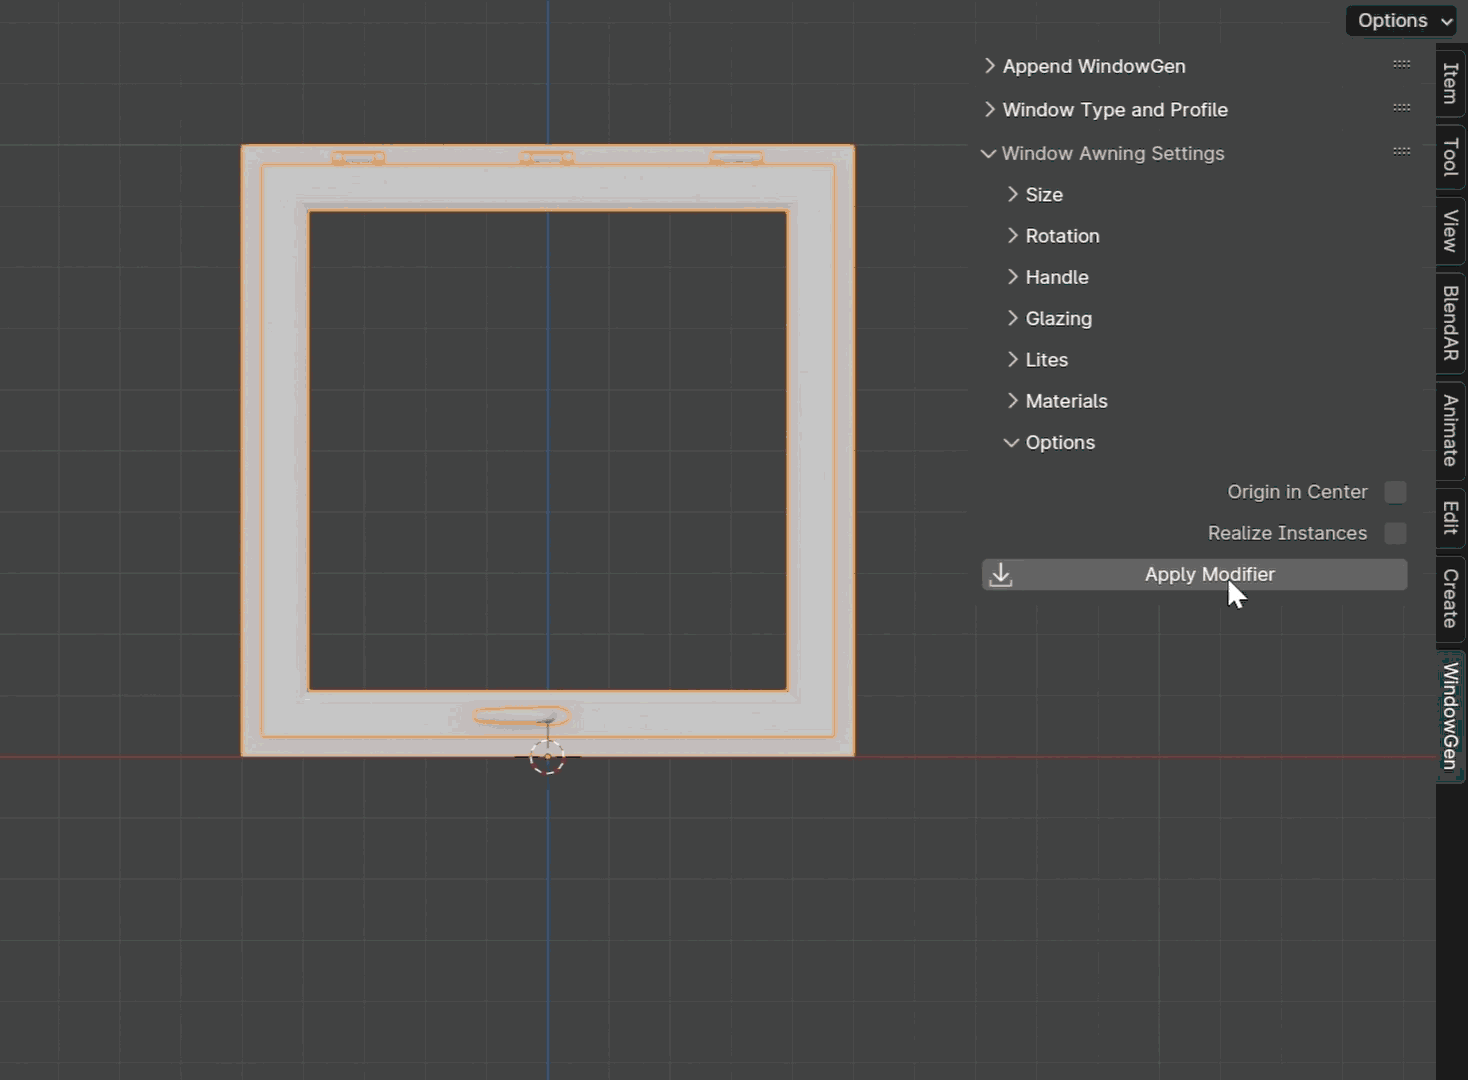 Options
Append WindowGen
Window Type and Profile
Window Awning Settings
Size
Rotation
Handle
Glazing
Lites
Materials
Options
Origin in Center
Realize Instances
Apply Modifier
Item
Tool
View
BlendAR
Animate
Edit
Create
WindowGen